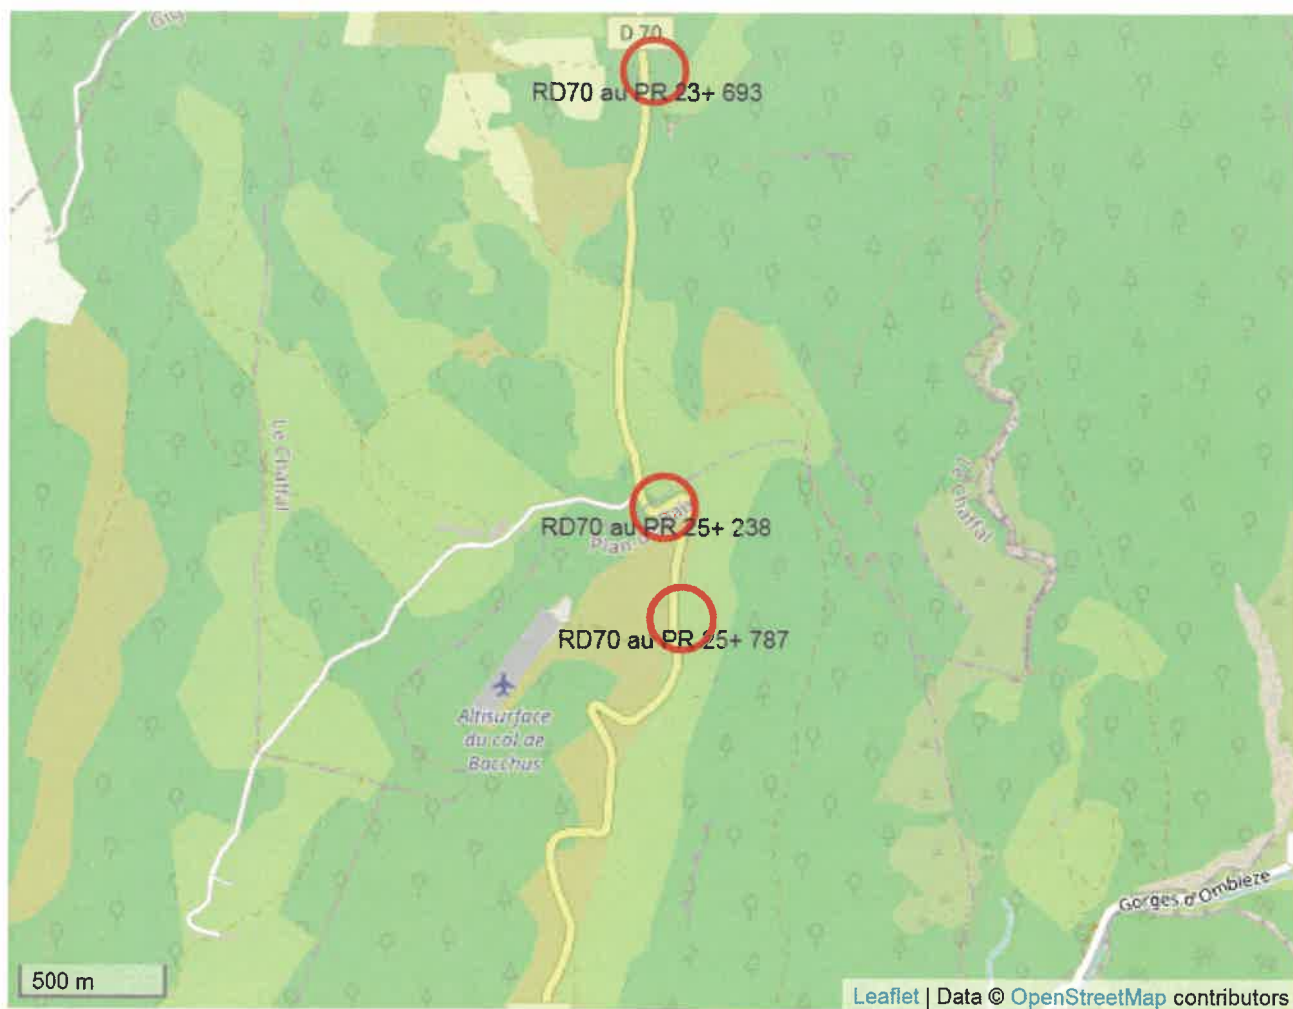 D 70
RD70 au PR 23+ 693
Le Chaffal
Le Chaffal
RD70 au PR 25+ 238
RD70 au PR 25+ 787
Altisurface
du col de
Bacchus
Gorges d'Ombleze
500 m
Leaflet | Data © OpenStreetMap contributors